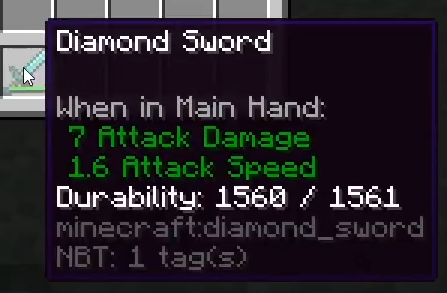 Diamond Sword
When in Main Hand:
7 Attack Damage
1.6 Attack Speed
Durability: 1560 / 1561
minecraft:diamond_sword
NBT: 1 tag(s)